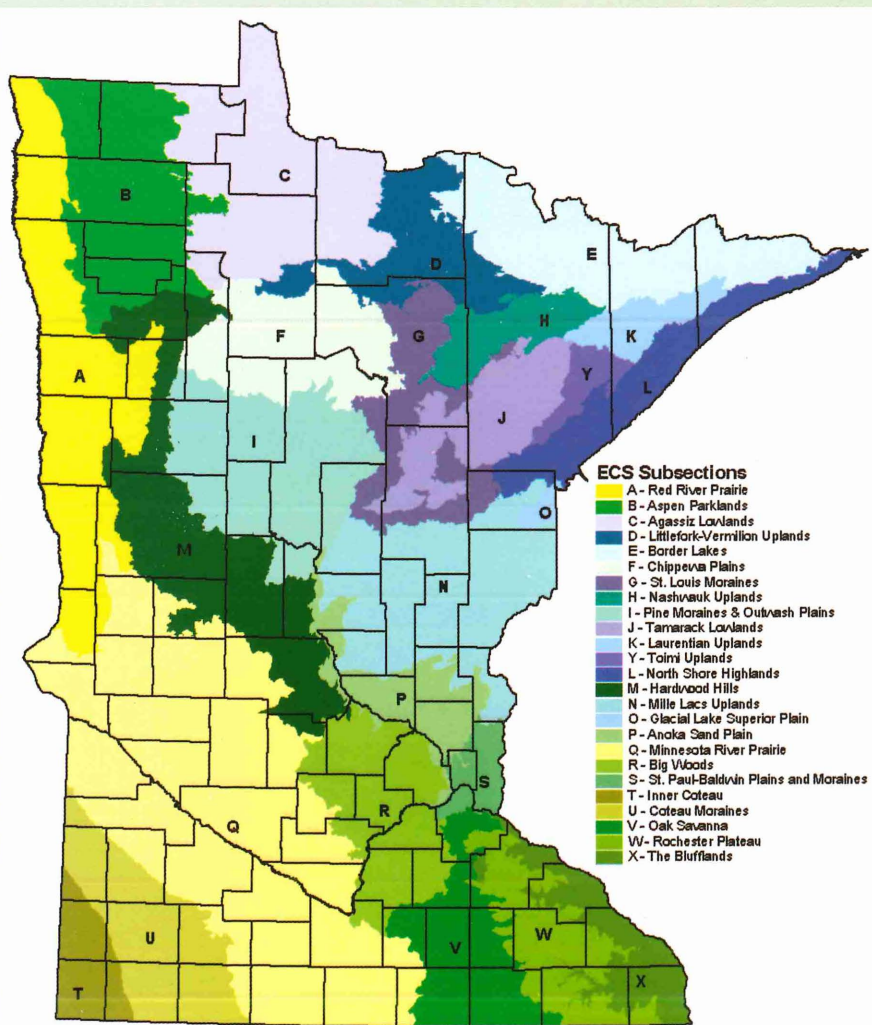 B
C
E
D
F
G
H
K
A
Y
L
I
J
ECS Subsections
A - Red River Prairie
B - Aspen Parklands
C - Agassiz Lowlands
D - Littlefork-Vermilion Uplands
E - Border Lakes
F - Chippewa Plains
G - St. Louis Moraines
H - Nashwauk Uplands
I - Pine Moraines & Outwash Plains
J - Tamarack Lowlands
K - Laurentian Uplands
Y - Toimi Uplands
L - North Shore Highlands
M - Hardwood Hills
N - Mille Lacs Uplands
O - Glacial Lake Superior Plain
P - Anoka Sand Plain
Q - Minnesota River Prairie
R - Big Woods
S - St. Paul-Baldwin Plains and Moraines
T - Inner Coteau
U - Coteau Moraines
V - Oak Savanna
W - Rochester Plateau
X - The Blufflands
O
M
N
P
S
R
Q
U
V
W
T
X